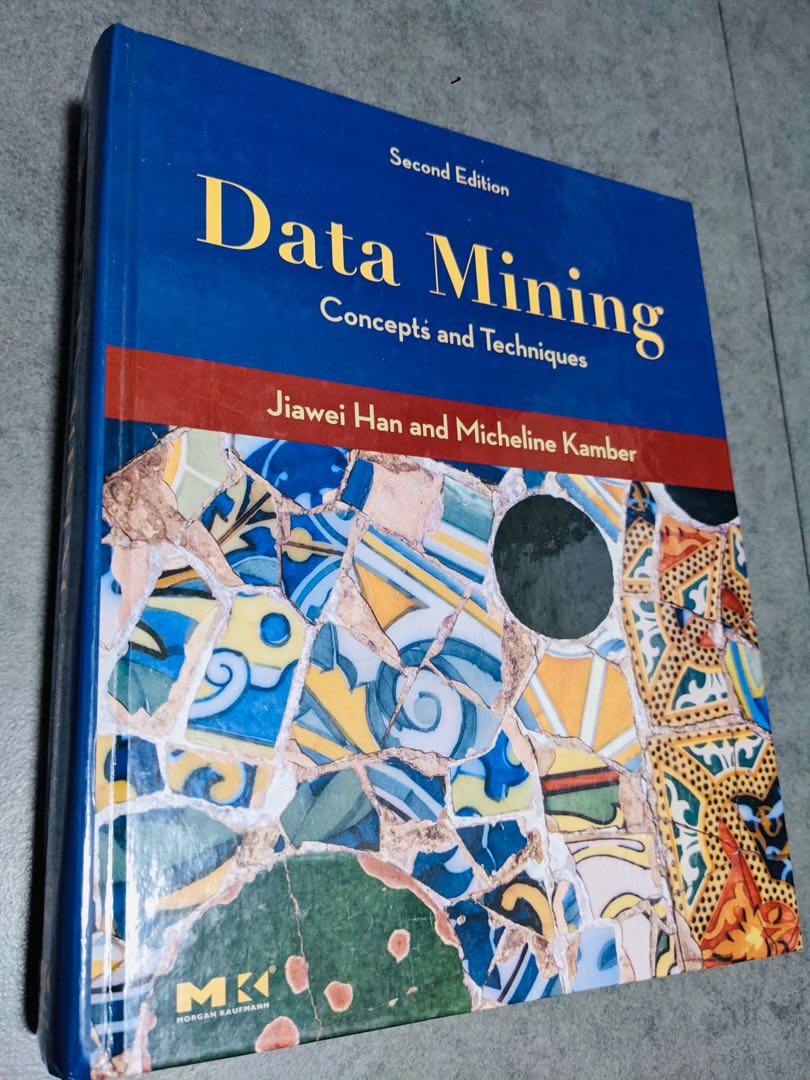 Second Edition
Data Mining
Concepts and Techniques
Jiawei Han and Micheline Kamber
MK®
MORGAN KAUFMANN